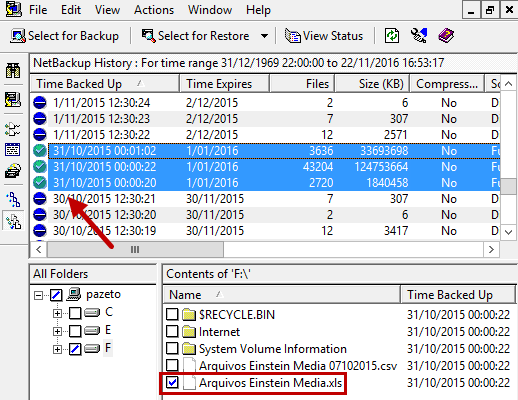 File Edit View Actions Help
Select for Backup Select for Restore View Status
NetBackup History : For time range 31/12/1969 22:00:00 to 22/11/2016 16:53:17
Time Backed Up Time Expires Files Size (KB) Compress...
1/11/2015 12:30:24 2/12/2015 2 6 No
1/11/2015 12:30:23 2/12/2015 7 307 No
1/11/2015 12:30:22 2/12/2015 12 2571 No
31/10/2015 00:01:02 1/01/2016 3636 33693698 No
31/10/2015 00:00:22 1/01/2016 43204 124753664 No
31/10/2015 00:00:20 1/01/2016 2720 1840458 No
30/10/2015 12:30:21 30/11/2015 7 307 No
30/10/2015 12:30:20 30/11/2015 2 6 No
30/10/2015 12:30:19 30/11/2015 12 3417 No
All Folders Contents of 'F:\'
pazeto Name Time Backed Up
C $RECYCLE.BIN 31/10/2015 00:00:22
E Internet 31/10/2015 00:00:22
F System Volume Information 31/10/2015 00:00:22
Arquivos Einstein Media 07102015.csv 31/10/2015 00:00:22
Arquivos Einstein Media.xls 31/10/2015 00:00:22